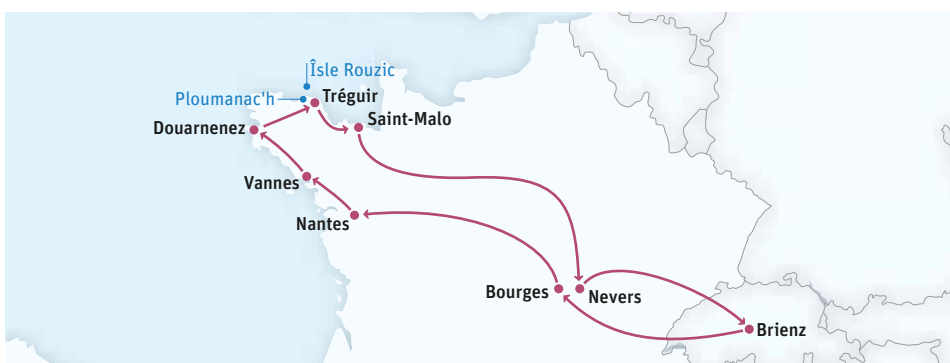 Îsle Rouzic
Ploumanac'h
Tréguir
Saint-Malo
Douarnenez
Vannes
Nantes
Bourges
Nevers
Brienz